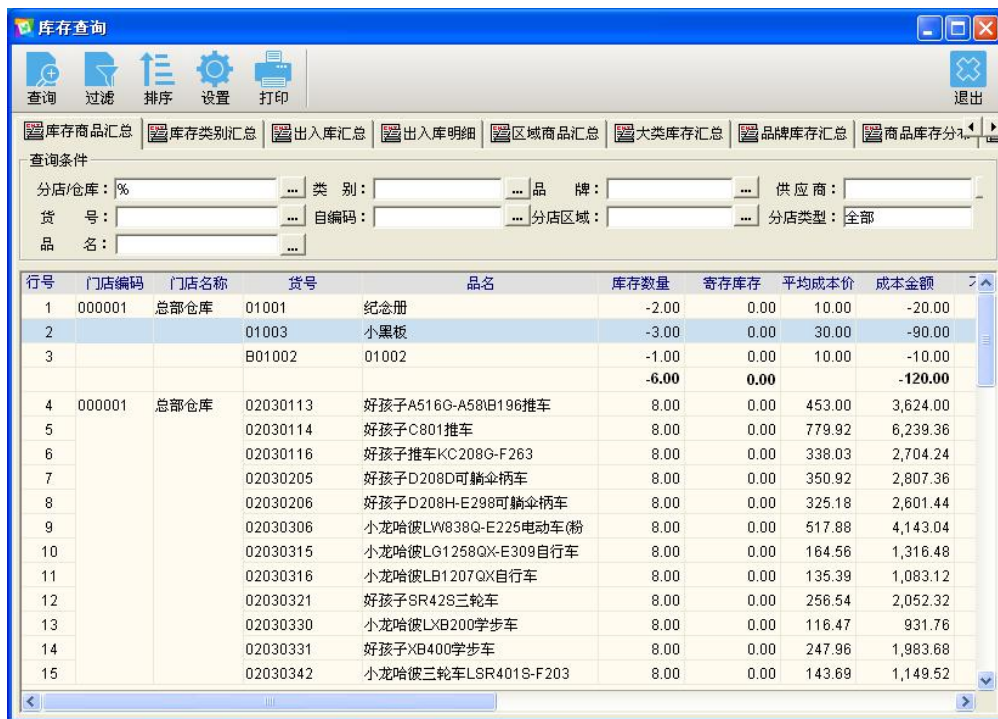 库存查询
查询 过滤 排序 设置 打印 退出
库存商品汇总 库存类别汇总 出入库汇总 出入库明细 区域商品汇总 大类库存汇总 品牌库存汇总 商品库存分布
查询条件
分店/仓库：% ... 类 别： ... 品 牌： ... 供应商：
货 号： ... 自编码： ... 分店区域： ... 分店类型：全部
品 名： ...
行号 门店编码 门店名称 货号 品名 库存数量 寄存库存 平均成本价 成本金额
1 000001 总部仓库 01001 纪念册 -2.00 0.00 10.00 -20.00
2 01003 小黑板 -3.00 0.00 30.00 -90.00
3 B01002 01002 -1.00 0.00 10.00 -10.00
-6.00 0.00 -120.00
4 000001 总部仓库 02030113 好孩子A516G-A58\B196推车 8.00 0.00 453.00 3,624.00
5 02030114 好孩子C801推车 8.00 0.00 779.92 6,239.36
6 02030116 好孩子推车KC208G-F263 8.00 0.00 338.03 2,704.24
7 02030205 好孩子D208D可躺伞柄车 8.00 0.00 350.92 2,807.36
8 02030206 好孩子D208H-E298可躺伞柄车 8.00 0.00 325.18 2,601.44
9 02030306 小龙哈彼LW838Q-E225电动车(粉 8.00 0.00 517.88 4,143.04
10 02030315 小龙哈彼LG1258QX-E309自行车 8.00 0.00 164.56 1,316.48
11 02030316 小龙哈彼LB1207QX自行车 8.00 0.00 135.39 1,083.12
12 02030321 好孩子SR42S三轮车 8.00 0.00 256.54 2,052.32
13 02030330 小龙哈彼LXB200学步车 8.00 0.00 116.47 931.76
14 02030331 好孩子XB400学步车 8.00 0.00 247.96 1,983.68
15 02030342 小龙哈彼三轮车LSR401S-F203 8.00 0.00 143.69 1,149.52